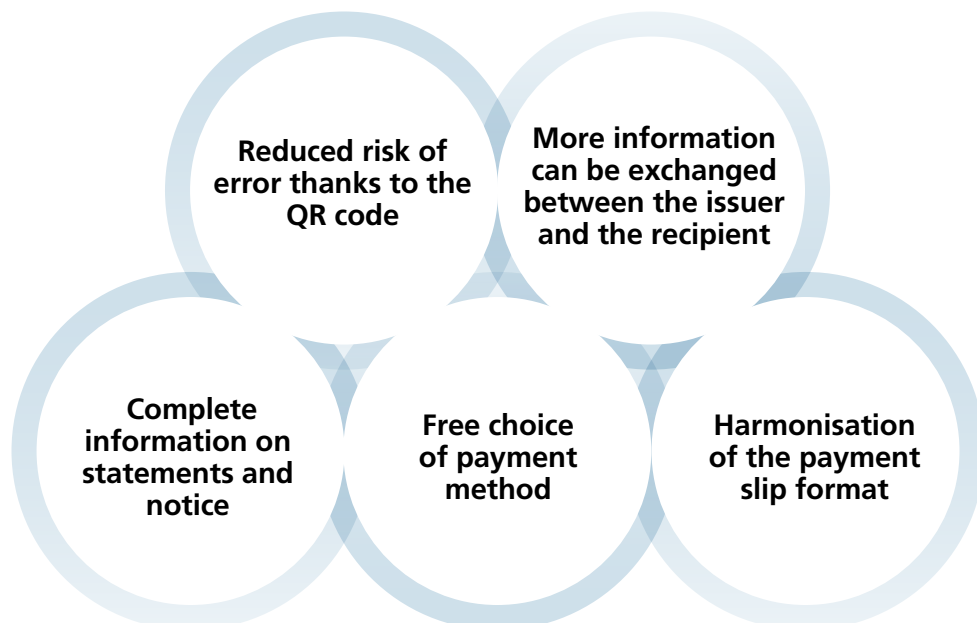 Reduced risk of
error thanks to the
QR code
More information
can be exchanged
between the issuer
and the recipient
Complete
information on
statements and
notice
Free choice
of payment
method
Harmonisation
of the payment
slip format